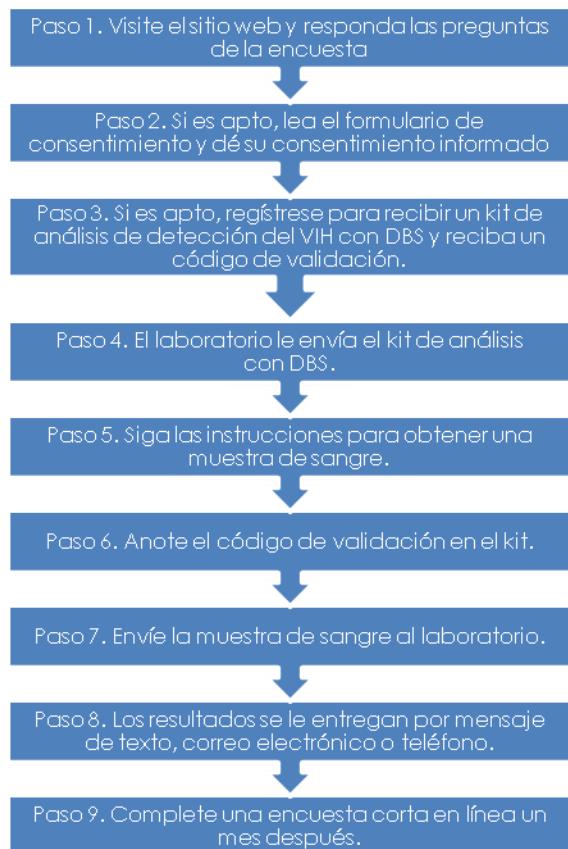 Paso 1. Visite el sitio web y responda las preguntas
de la encuesta
Paso 2. Si es apto, lea el formulario de
consentimiento y dé su consentimiento informado
Paso 3. Si es apto, regístrese para recibir un kit de
análisis de detección del VIH con DBS y reciba un
código de validación.
Paso 4. El laboratorio le envía el kit de análisis
con DBS.
Paso 5. Siga las instrucciones para obtener una
muestra de sangre.
Paso 6. Anote el código de validación en el kit.
Paso 7. Envíe la muestra de sangre al laboratorio.
Paso 8. Los resultados se le entregan por mensaje
de texto, correo electrónico o teléfono.
Paso 9. Complete una encuesta corta en línea un
mes después.